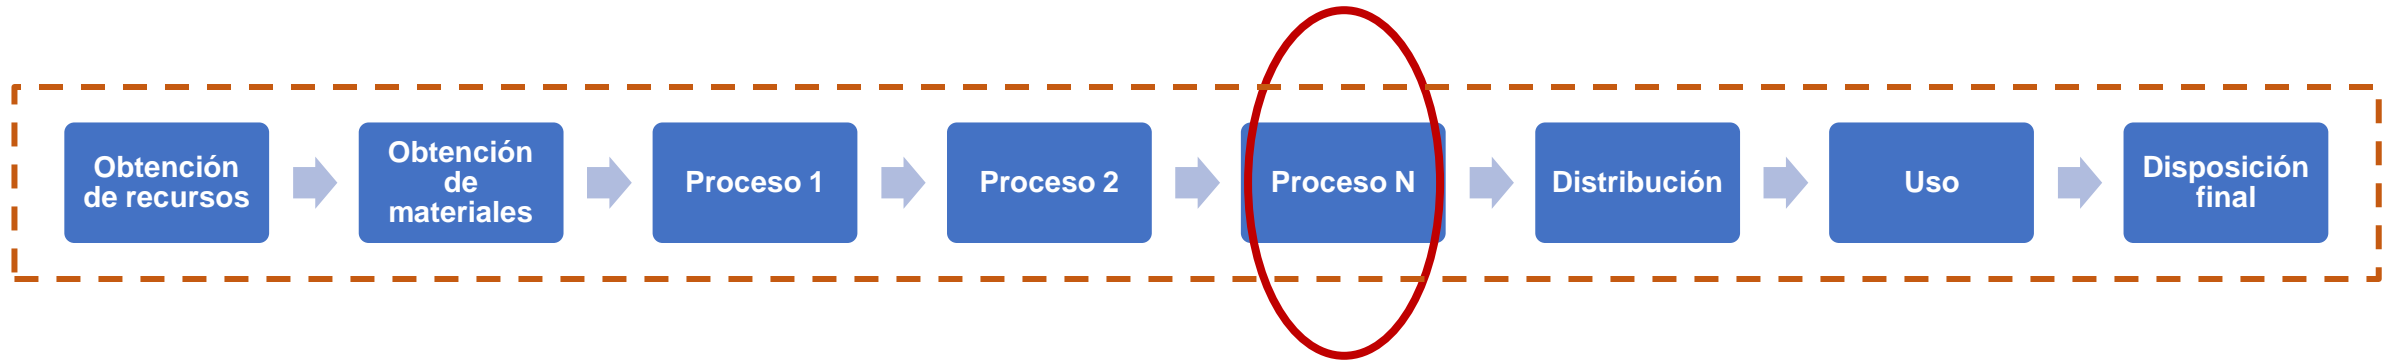 Obtención
de recursos
Obtención
de
materiales
Proceso 1
Proceso 2
Proceso N
Distribución
Uso
Disposición
final